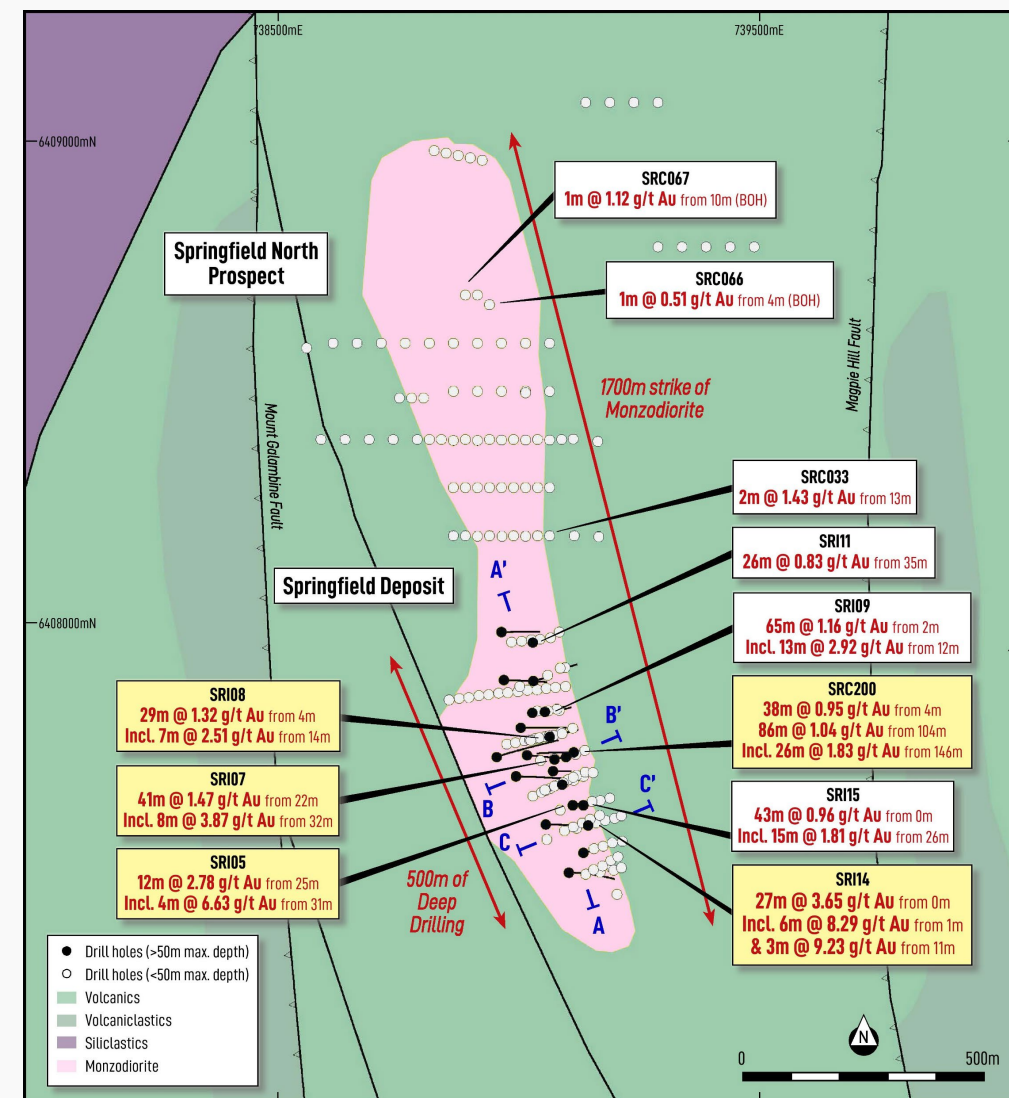 738500mE
739500mE
6409000mN
SRC067
1m @ 1.12 g/t Au from 10m (BOH)
Springfield North
Prospect
SRC066
1m @ 0.51 g/t Au from 4m (BOH)
Magpie Hill Fault
1700m strike of
Monzodiorite
Mount Galambine Fault
SRC033
2m @ 1.43 g/t Au from 13m
SRI11
26m @ 0.83 g/t Au from 35m
A'
Springfield Deposit
6408000mN
SRI09
65m @ 1.16 g/t Au from 2m
Incl. 13m @ 2.92 g/t Au from 12m
SRI08
29m @ 1.32 g/t Au from 4m
Incl. 7m @ 2.51 g/t Au from 14m
SRC200
38m @ 0.95 g/t Au from 4m
86m @ 1.04 g/t Au from 104m
Incl. 26m @ 1.83 g/t Au from 146m
B'
SRI07
41m @ 1.47 g/t Au from 22m
Incl. 8m @ 3.87 g/t Au from 32m
B
C'
SRI15
43m @ 0.96 g/t Au from 0m
Incl. 15m @ 1.81 g/t Au from 26m
C
SRI05
12m @ 2.78 g/t Au from 25m
Incl. 4m @ 6.63 g/t Au from 31m
500m of
Deep
Drilling
SRI14
27m @ 3.65 g/t Au from 0m
Incl. 6m @ 8.29 g/t Au from 1m
& 3m @ 9.23 g/t Au from 11m
A
Drill holes (>50m max. depth)
Drill holes (<50m max. depth)
Volcanics
Volcaniclastics
Siliclastics
Monzodiorite
N
0
500m